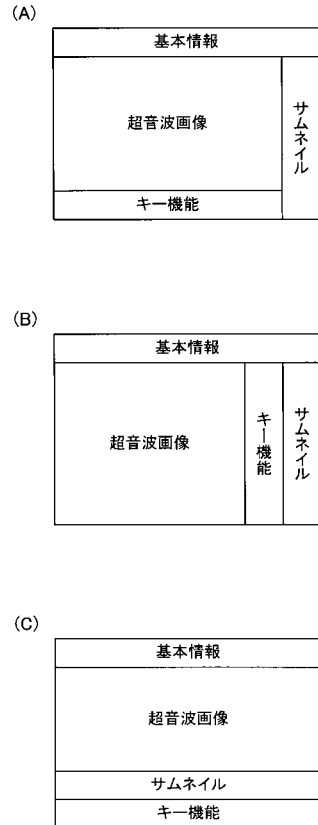 (A)
基本情報
超音波画像
サムネイル
キー機能
(B)
基本情報
超音波画像
キー機能
サムネイル
(C)
基本情報
超音波画像
サムネイル
キー機能